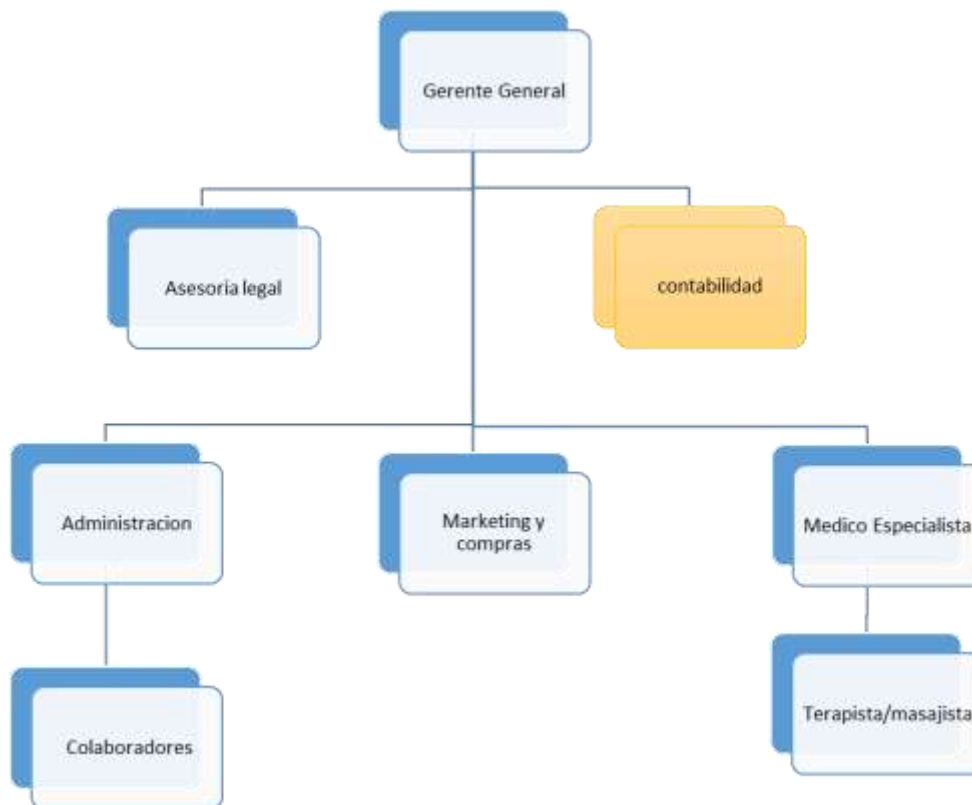 Gerente General
Asesoria legal
contabilidad
Administracion
Marketing y
compras
Medico Especialista
Colaboradores
Terapista/masajista